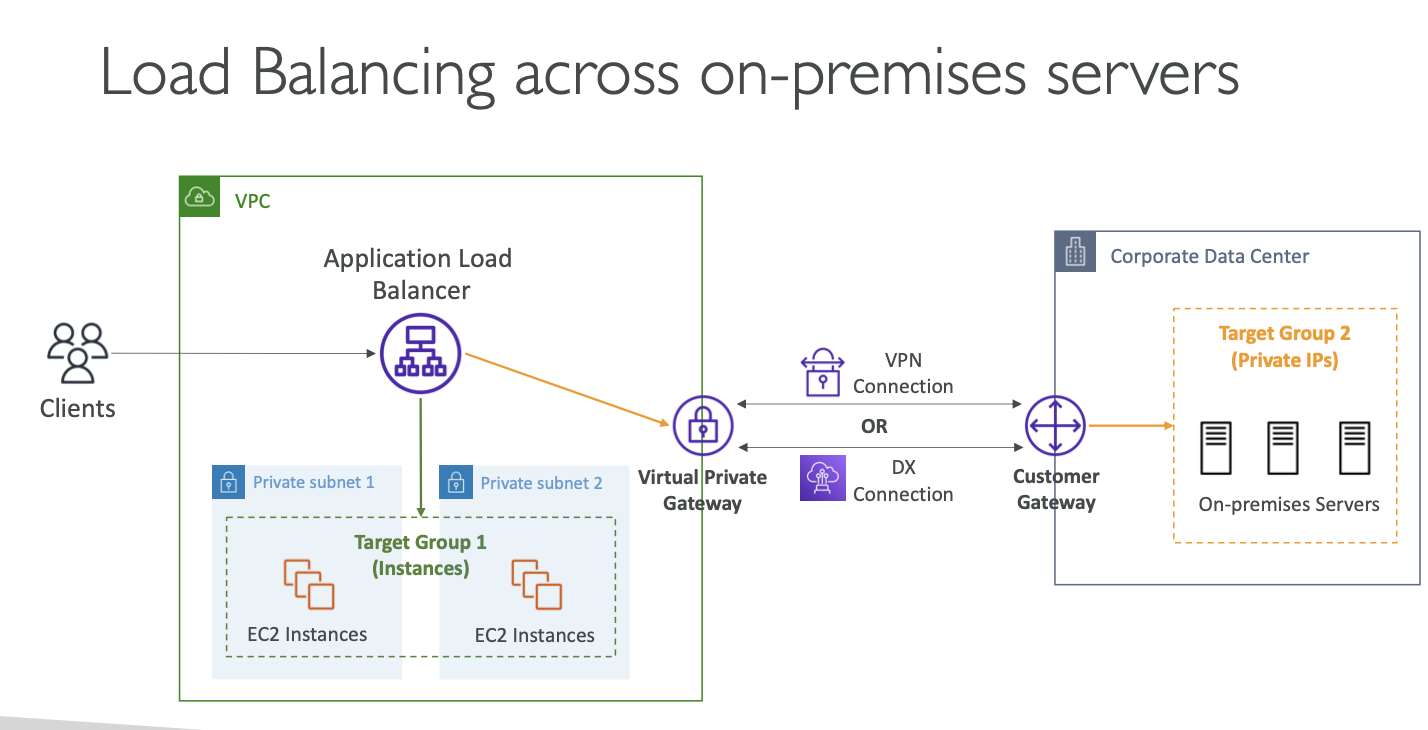 Load Balancing across on-premises servers
VPC
Application Load
Balancer
Clients
Private subnet 1
Private subnet 2
Target Group 1
(Instances)
EC2 Instances
EC2 Instances
Virtual Private
Gateway
VPN
Connection
OR
DX
Connection
Customer
Gateway
Corporate Data Center
Target Group 2
(Private IPs)
On-premises Servers